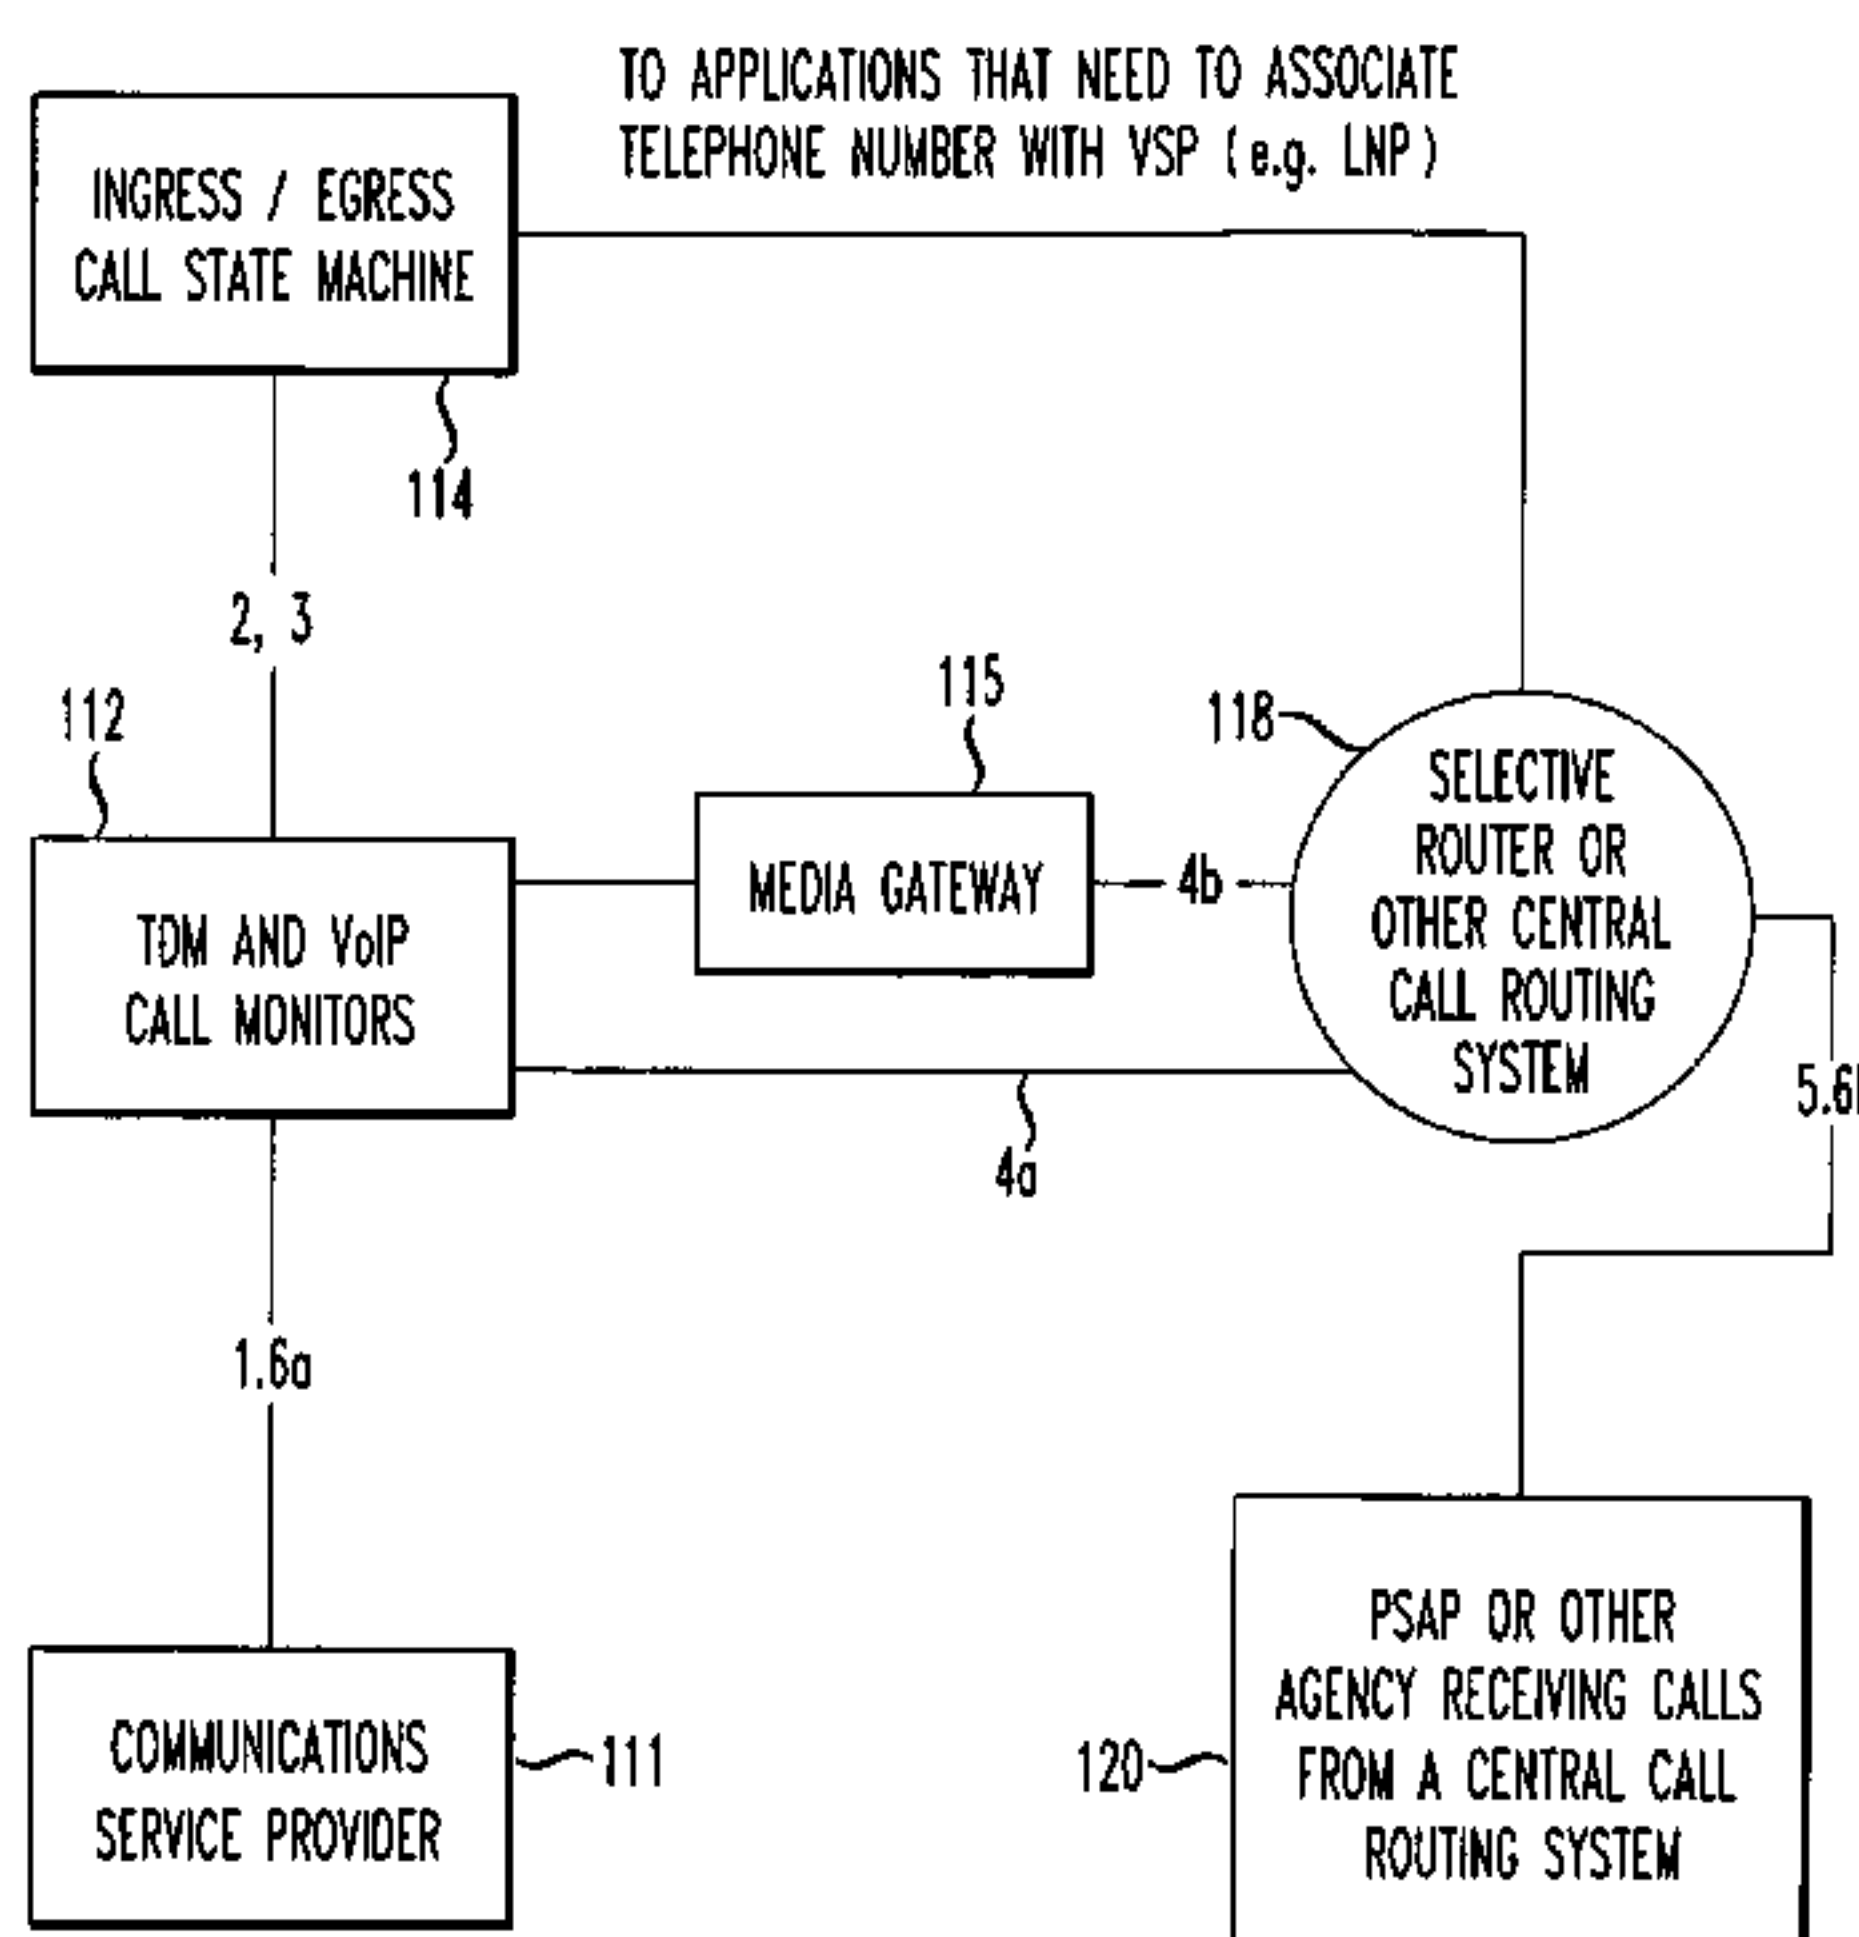 TO APPLICATIONS THAT NEED TO ASSOCIATE
TELEPHONE NUMBER WITH VSP (e.g. LNP)
INGRESS / EGRESS
CALL STATE MACHINE
114
2, 3
112
115
118
SELECTIVE
ROUTER OR
OTHER CENTRAL
CALL ROUTING
SYSTEM
MEDIA GATEWAY
4b
TDM AND VoIP
CALL MONITORS
4a
1.6a
COMMUNICATIONS
SERVICE PROVIDER
111
120
PSAP OR OTHER
AGENCY RECEIVING CALLS
FROM A CENTRAL CALL
ROUTING SYSTEM